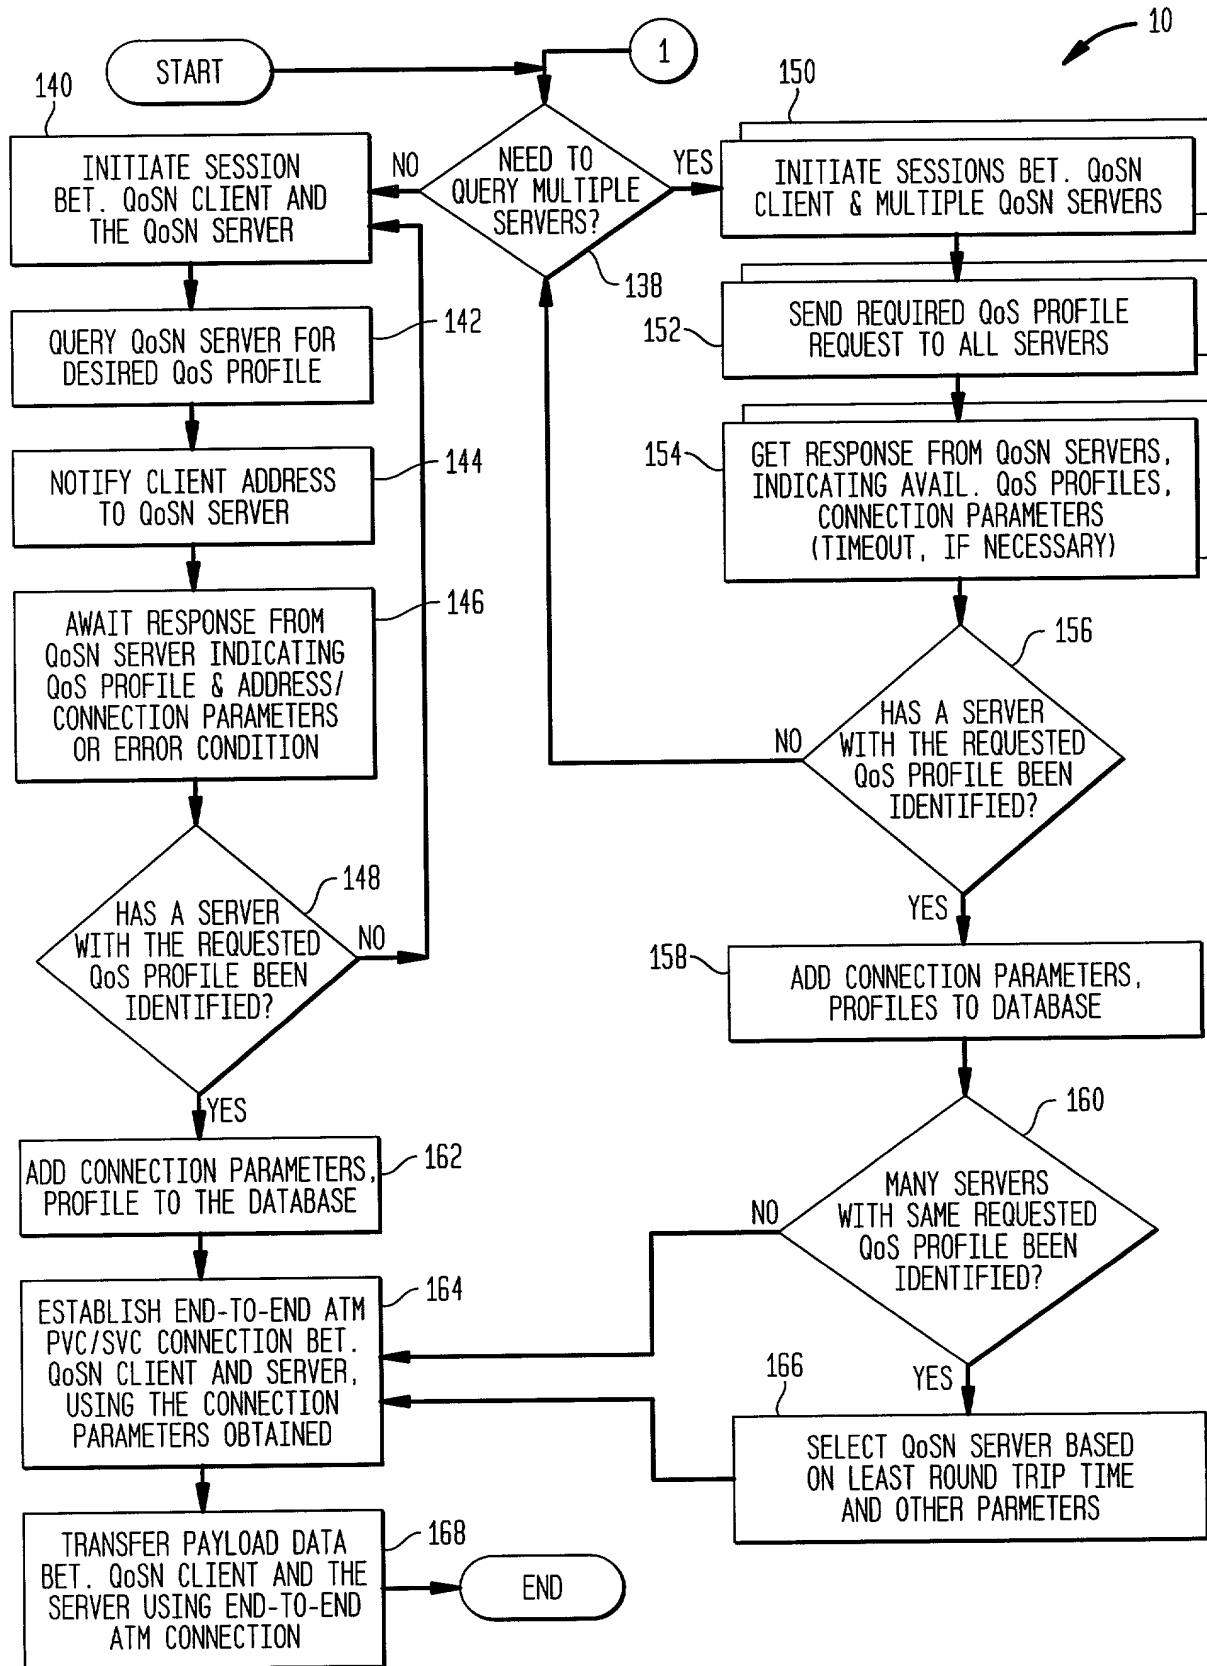 10
1
START
140
INITIATE SESSION
BET. QoSN CLIENT AND
THE QoSN SERVER
NO
NEED TO
QUERY MULTIPLE
SERVERS?
YES
138
150
INITIATE SESSIONS BET. QoSN
CLIENT & MULTIPLE QoSN SERVERS
142
QUERY QoSN SERVER FOR
DESIRED QoS PROFILE
152
SEND REQUIRED QoS PROFILE
REQUEST TO ALL SERVERS
144
NOTIFY CLIENT ADDRESS
TO QoSN SERVER
154
GET RESPONSE FROM QoSN SERVERS,
INDICATING AVAIL. QoS PROFILES,
CONNECTION PARAMETERS
(TIMEOUT, IF NECESSARY)
146
AWAIT RESPONSE FROM
QoSN SERVER INDICATING
QoS PROFILE & ADDRESS/
CONNECTION PARAMETERS
OR ERROR CONDITION
156
HAS A SERVER
WITH THE REQUESTED
QoS PROFILE BEEN
IDENTIFIED?
NO
YES
148
HAS A SERVER
WITH THE REQUESTED
QoS PROFILE BEEN
IDENTIFIED?
NO
YES
158
ADD CONNECTION PARAMETERS,
PROFILES TO DATABASE
160
MANY SERVERS
WITH SAME REQUESTED
QoS PROFILE BEEN
IDENTIFIED?
NO
YES
162
ADD CONNECTION PARAMETERS,
PROFILE TO THE DATABASE
164
ESTABLISH END-TO-END ATM
PVC/SVC CONNECTION BET.
QoSN CLIENT AND SERVER,
USING THE CONNECTION
PARAMETERS OBTAINED
166
SELECT QoSN SERVER BASED
ON LEAST ROUND TRIP TIME
AND OTHER PARMETERS
168
TRANSFER PAYLOAD DATA
BET. QoSN CLIENT AND THE
SERVER USING END-TO-END
ATM CONNECTION
END